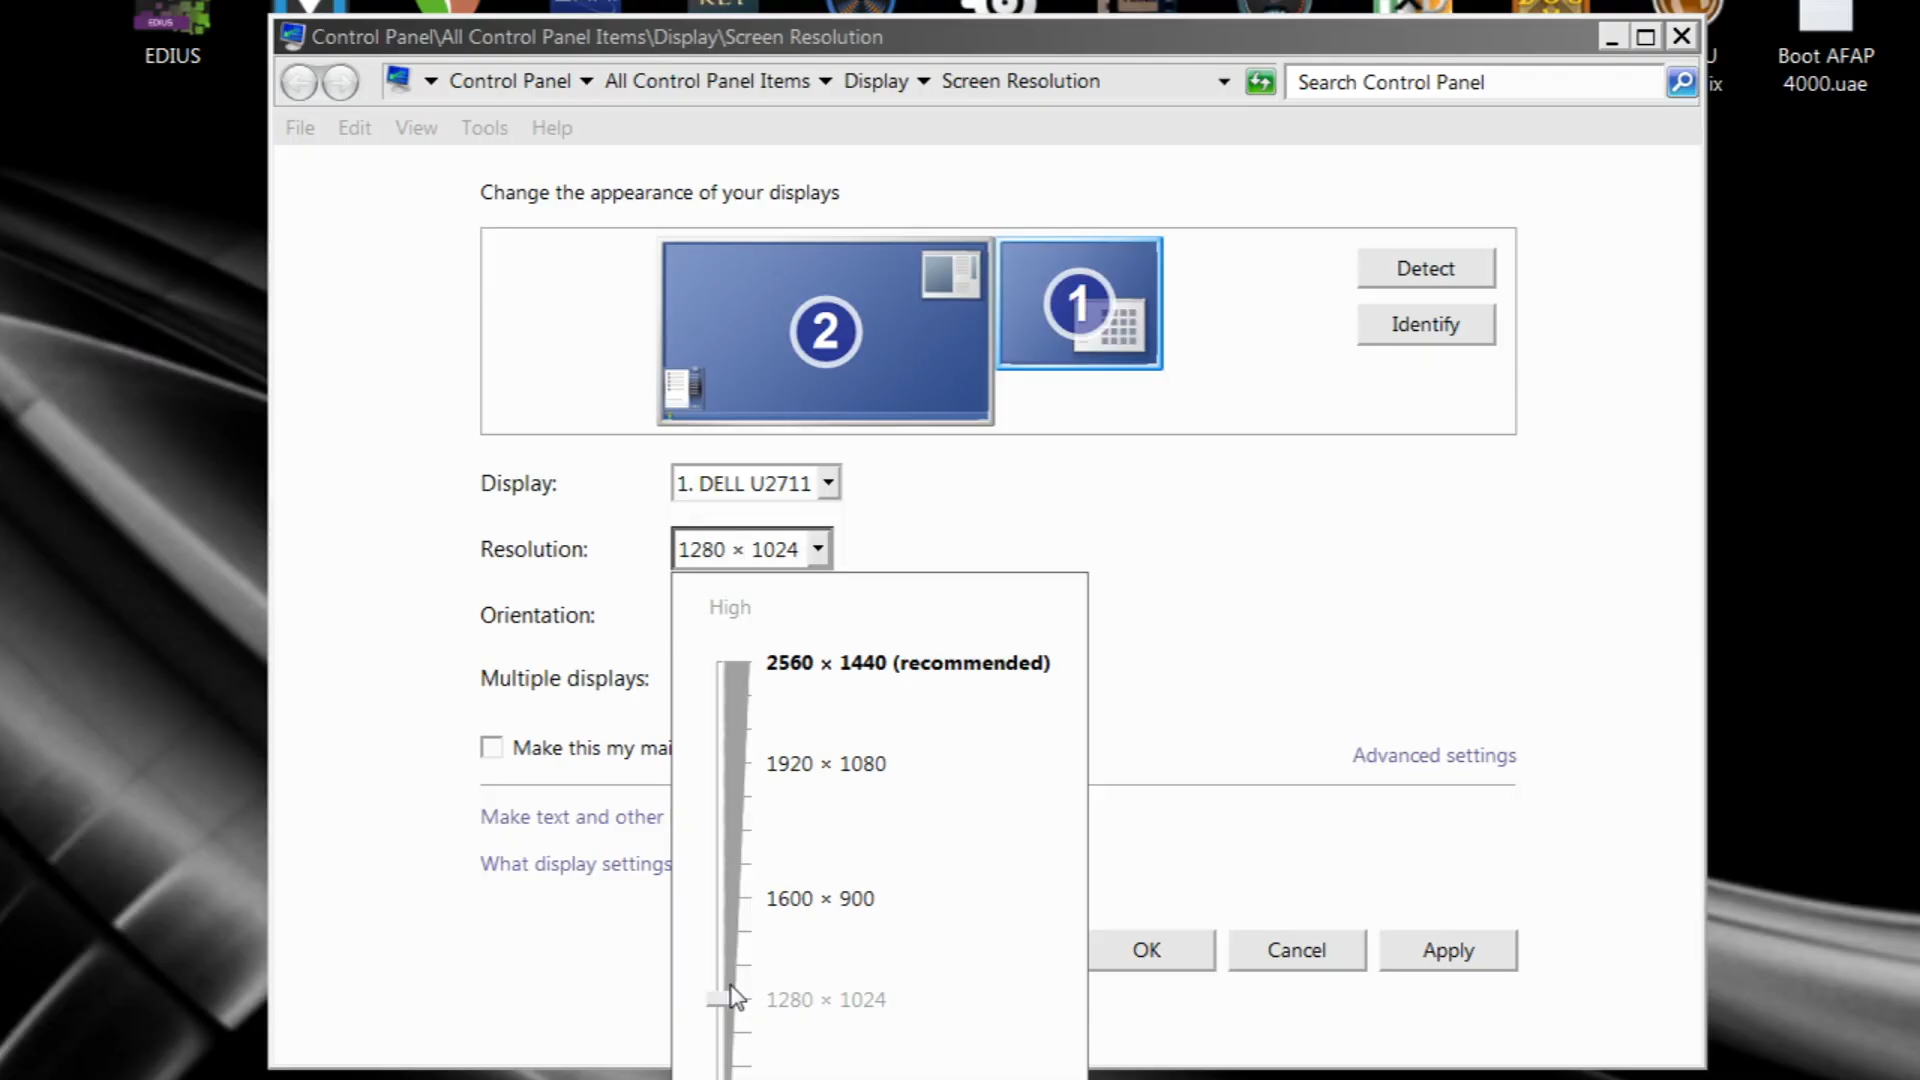 EDIUS
EDIUS
Boot AFAP
4000.uae
U
ix
Control Panel\All Control Panel Items\Display\Screen Resolution
Control Panel All Control Panel Items Display Screen Resolution
Search Control Panel
File Edit View Tools Help
Change the appearance of your displays
2
1
Detect
Identify
Display: 1. DELL U2711
Resolution: 1280 × 1024
High
Orientation:
2560 × 1440 (recommended)
Multiple displays:
Make this my mai
1920 × 1080
Advanced settings
Make text and other
What display settings
1600 × 900
OK Cancel Apply
1280 × 1024